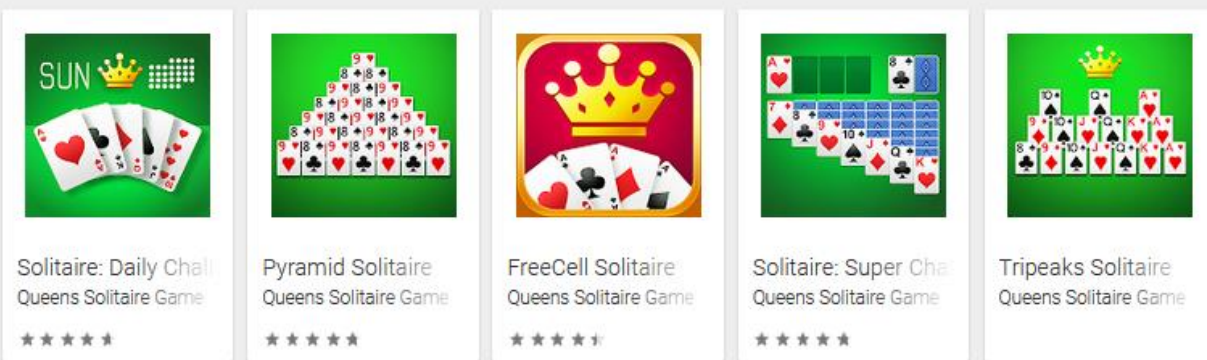 SUN
Solitaire: Daily Chal
Queens Solitaire Game
Pyramid Solitaire
Queens Solitaire Game
FreeCell Solitaire
Queens Solitaire Game
Solitaire: Super Cha
Queens Solitaire Game
Tripeaks Solitaire
Queens Solitaire Game